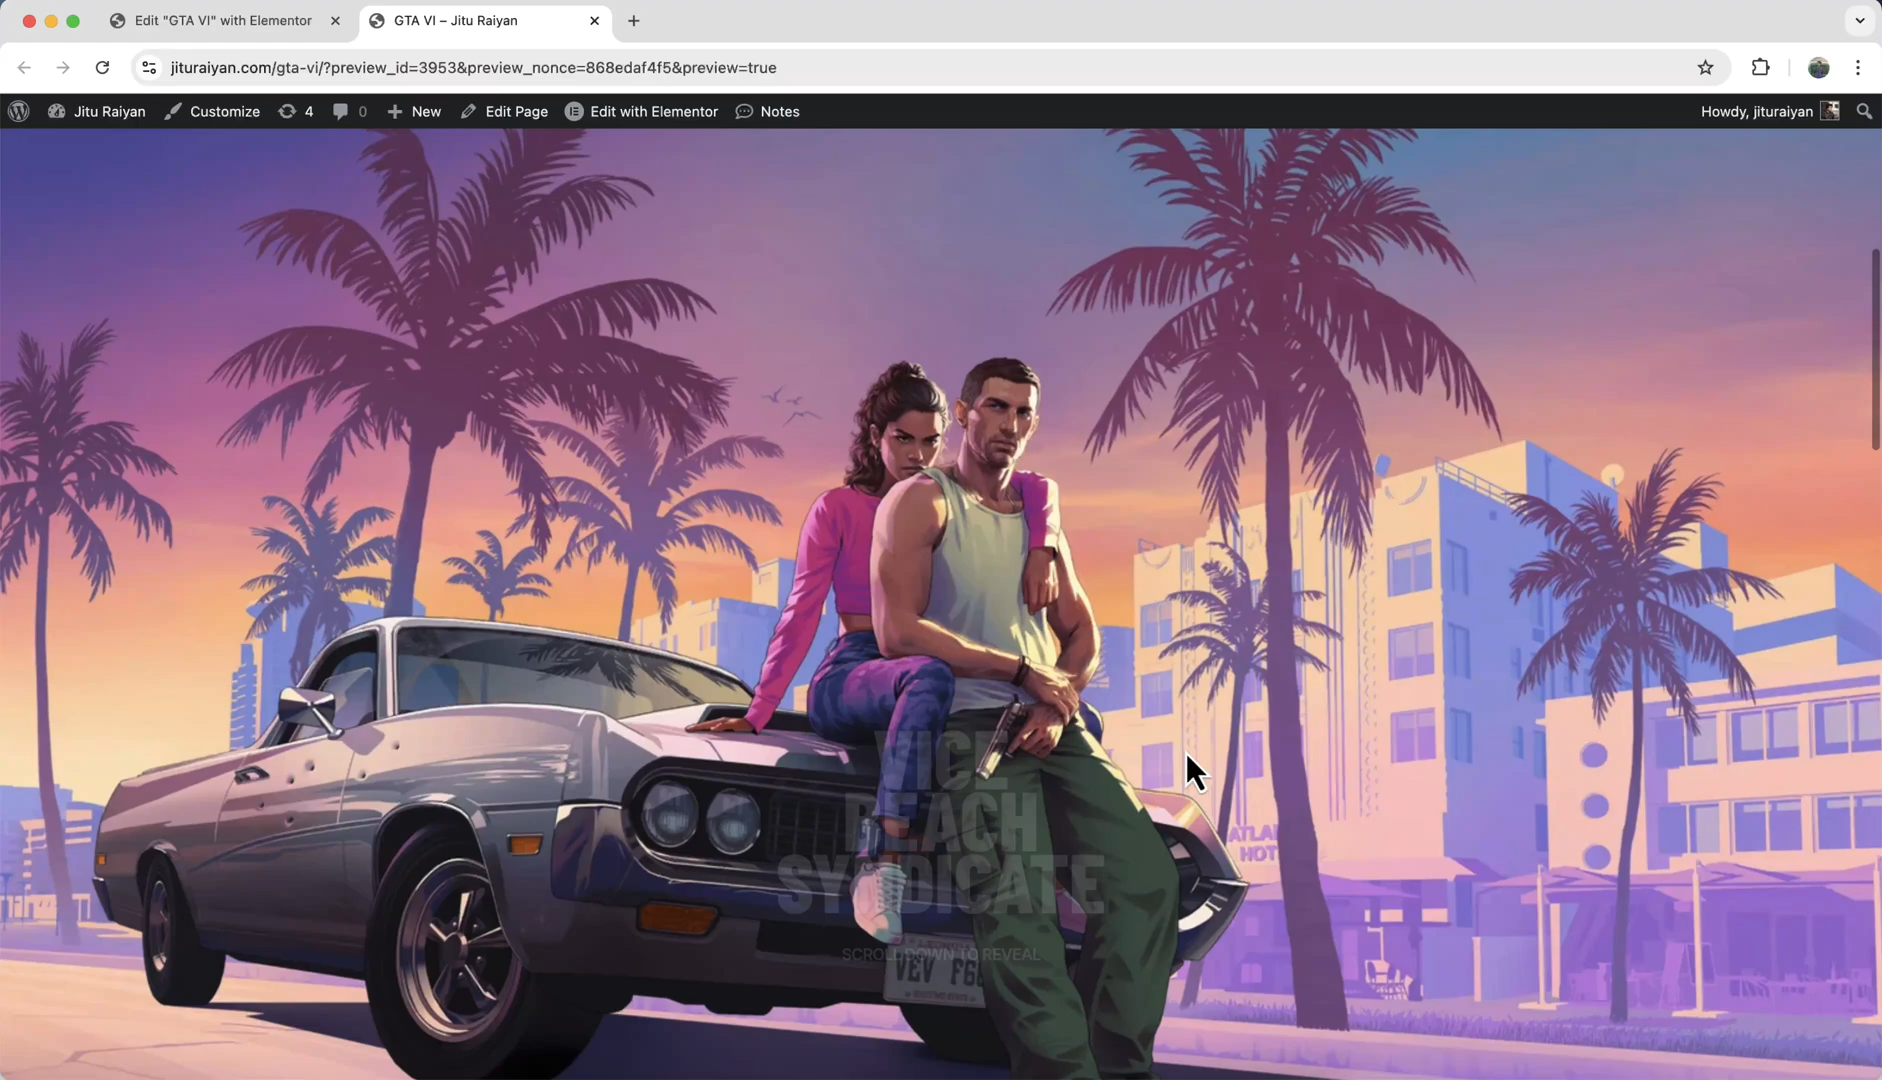 Edit "GTA VI" with Elementor
GTA VI – Jitu Raiyan
jituraiyan.com/gta-vi/?preview_id=3953&preview_nonce=868edaf4f5&preview=true
Jitu Raiyan
Customize
4
0
New
Edit Page
Edit with Elementor
Notes
Howdy, jituraiyan
VICE
BEACH
SYNDICATE
SCROLL DOWN TO REVEAL